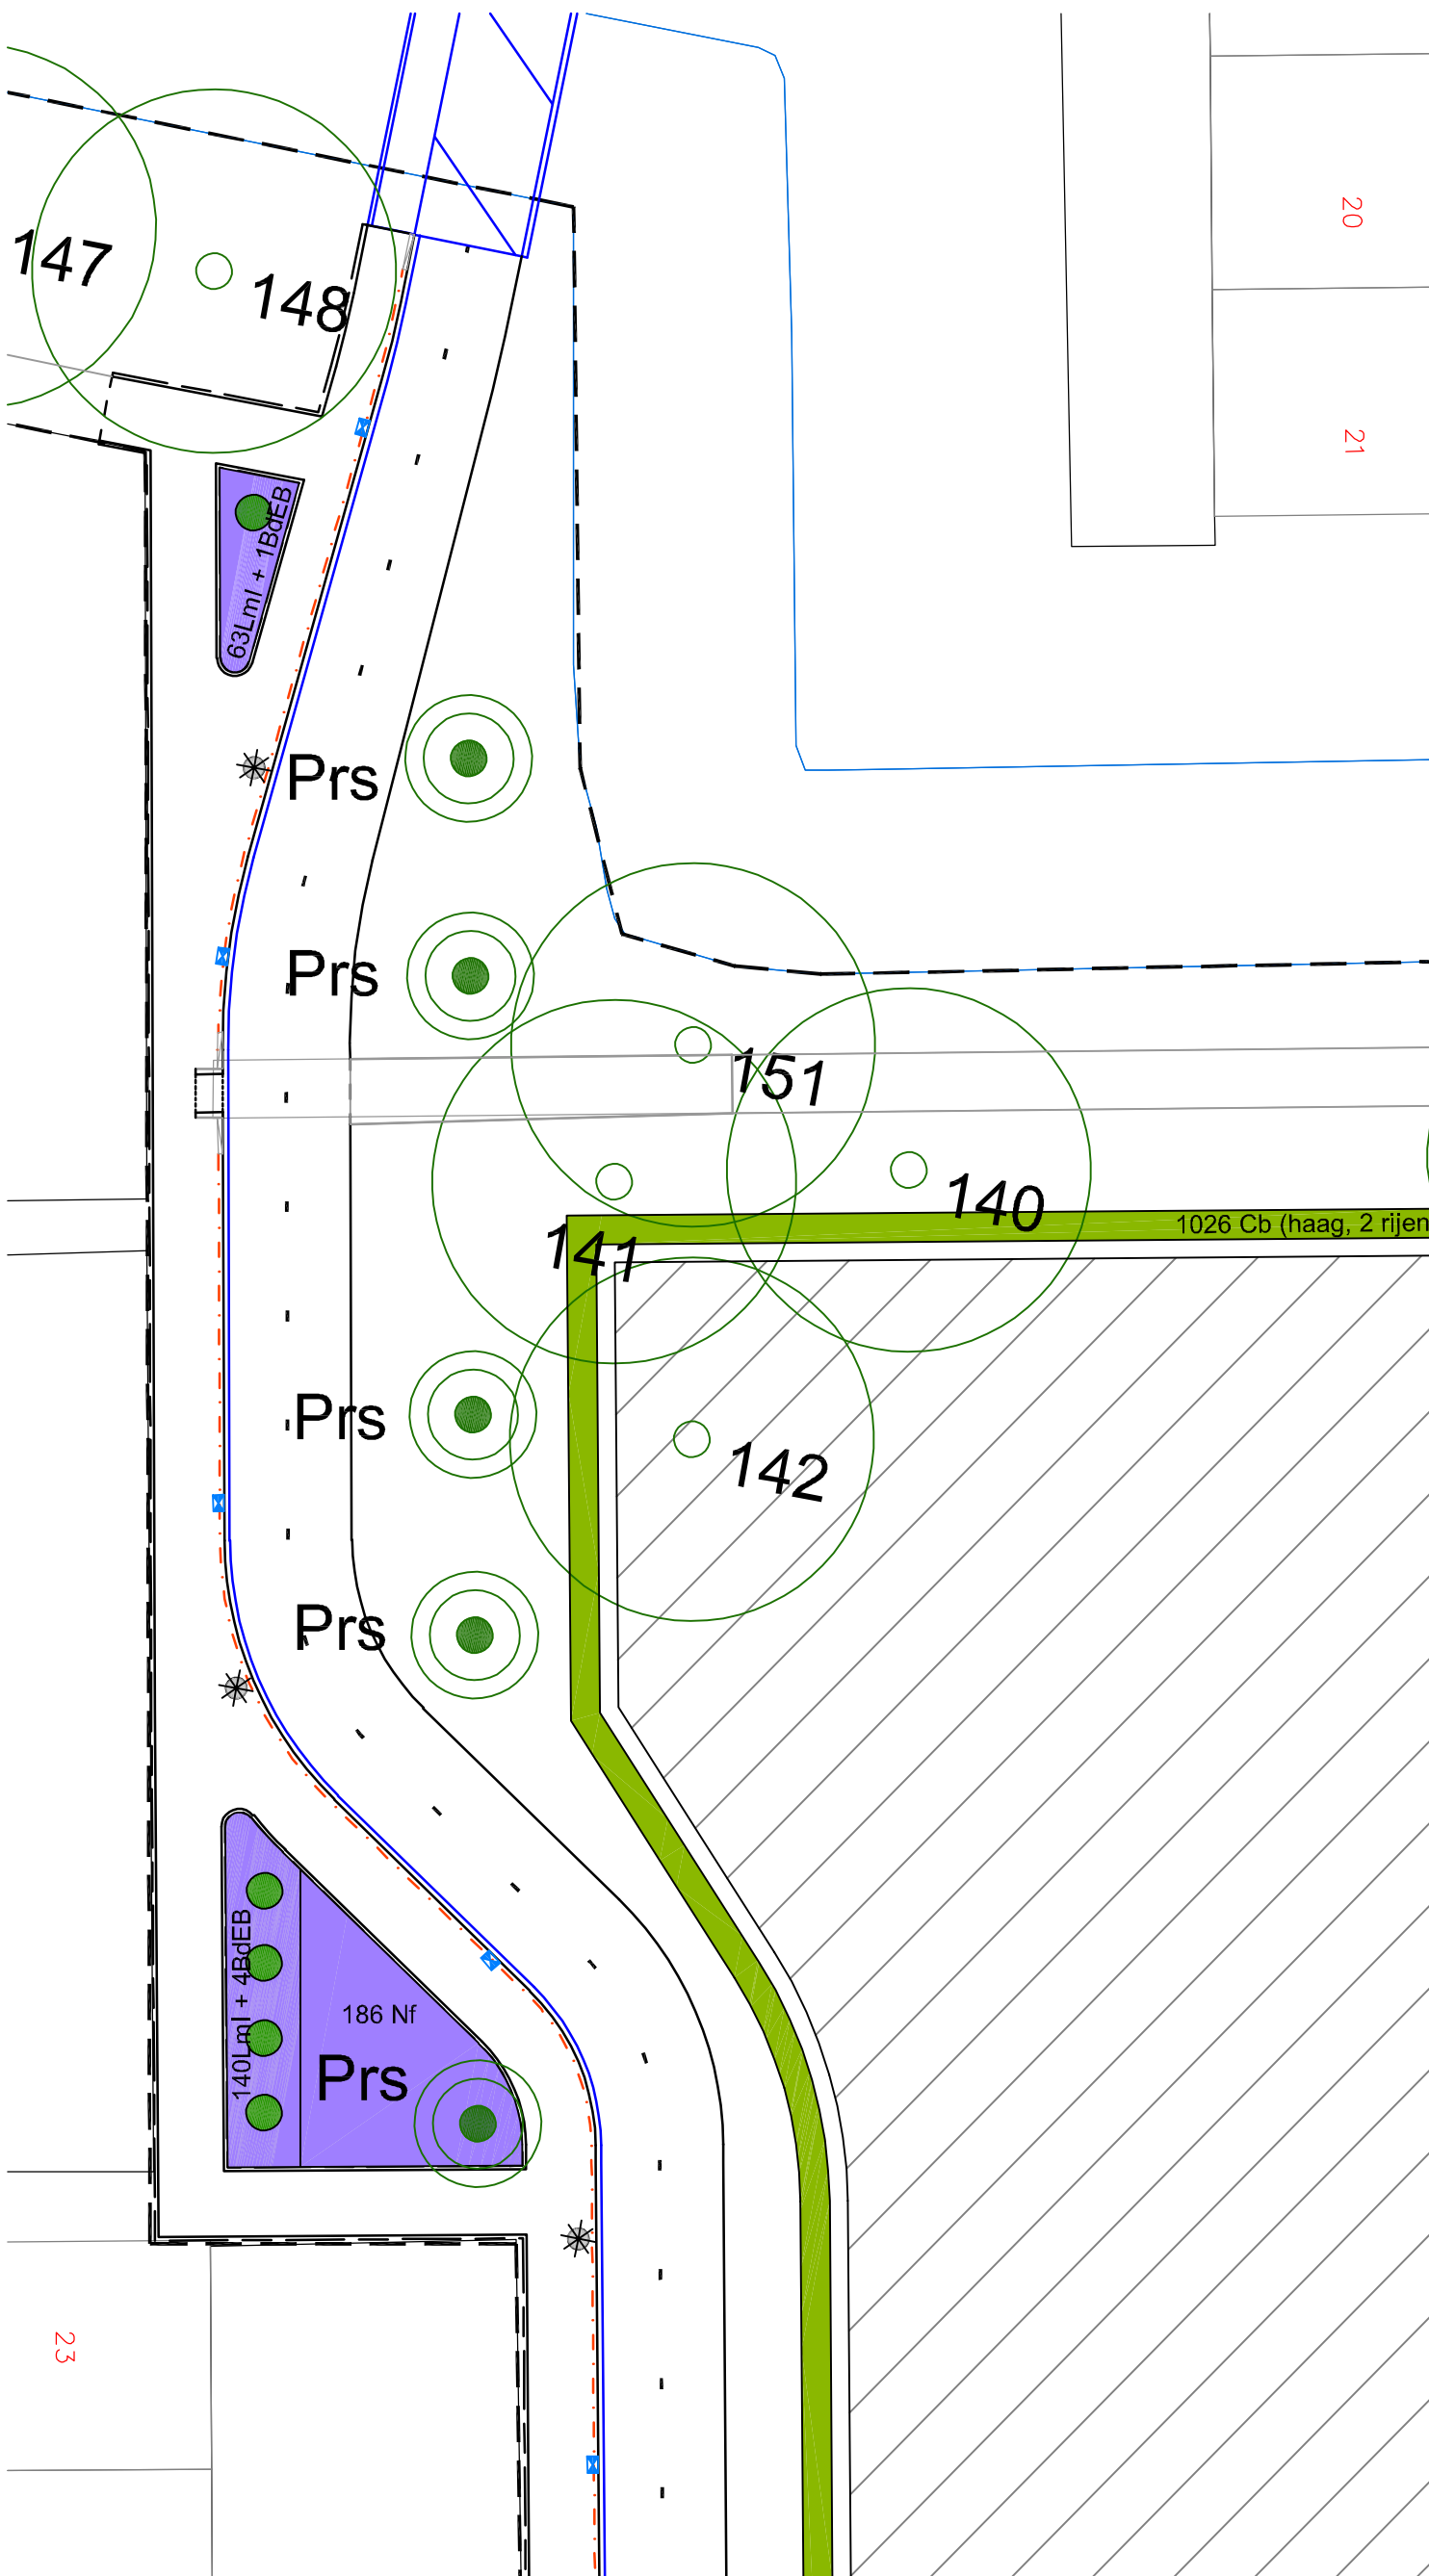 20
147
148
21
63Lml + 1BdEB
Prs
Prs
151
140
1026 Cb (haag, 2 rijen
141
Prs
142
Prs
140Lml + 4BdEB
186 Nf
Prs
23